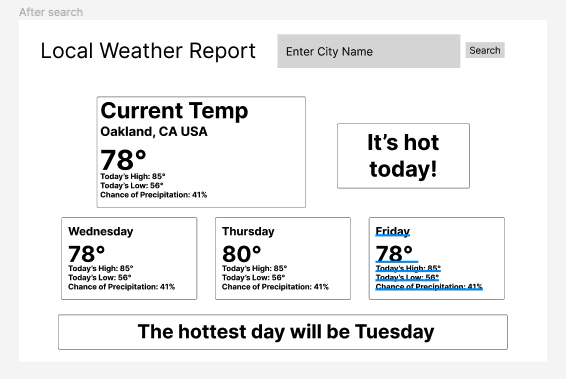 After search
Local Weather Report
Enter City Name
Search
Current Temp
Oakland, CA USA
78°
Today's High: 85°
Today's Low: 56°
Chance of Precipitation: 41%
It's hot
today!
Wednesday
78°
Today's High: 85°
Today's Low: 56°
Chance of Precipitation: 41%
Thursday
80°
Today's High: 85°
Today's Low: 56°
Chance of Precipitation: 41%
Friday
78°
Today's High: 85°
Today's Low: 56°
Chance of Precipitation: 41%
The hottest day will be Tuesday